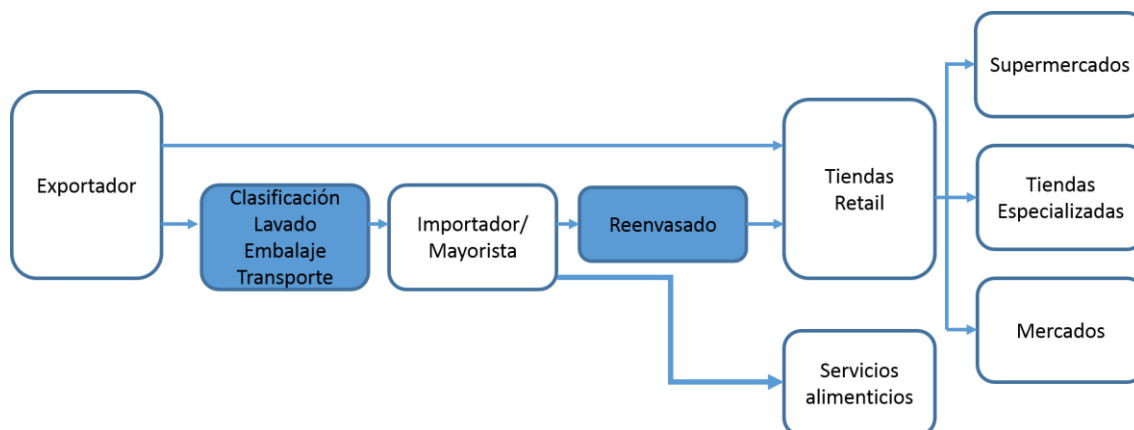 Exportador
Clasificación
Lavado
Embalaje
Transporte
Importador/
Mayorista
Reenvasado
Tiendas
Retail
Servicios
alimenticios
Supermercados
Tiendas
Especializadas
Mercados